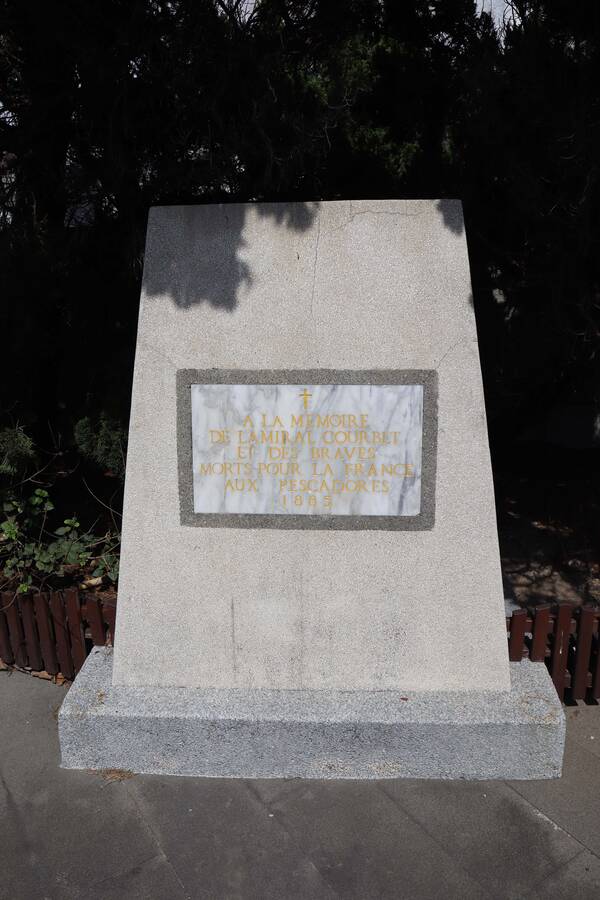 A LA MEMOIRE
DE L'AMIRAL COURBET
ET DES BRAVES
MORTS POUR LA FRANCE
AUX PESCADORES
1885